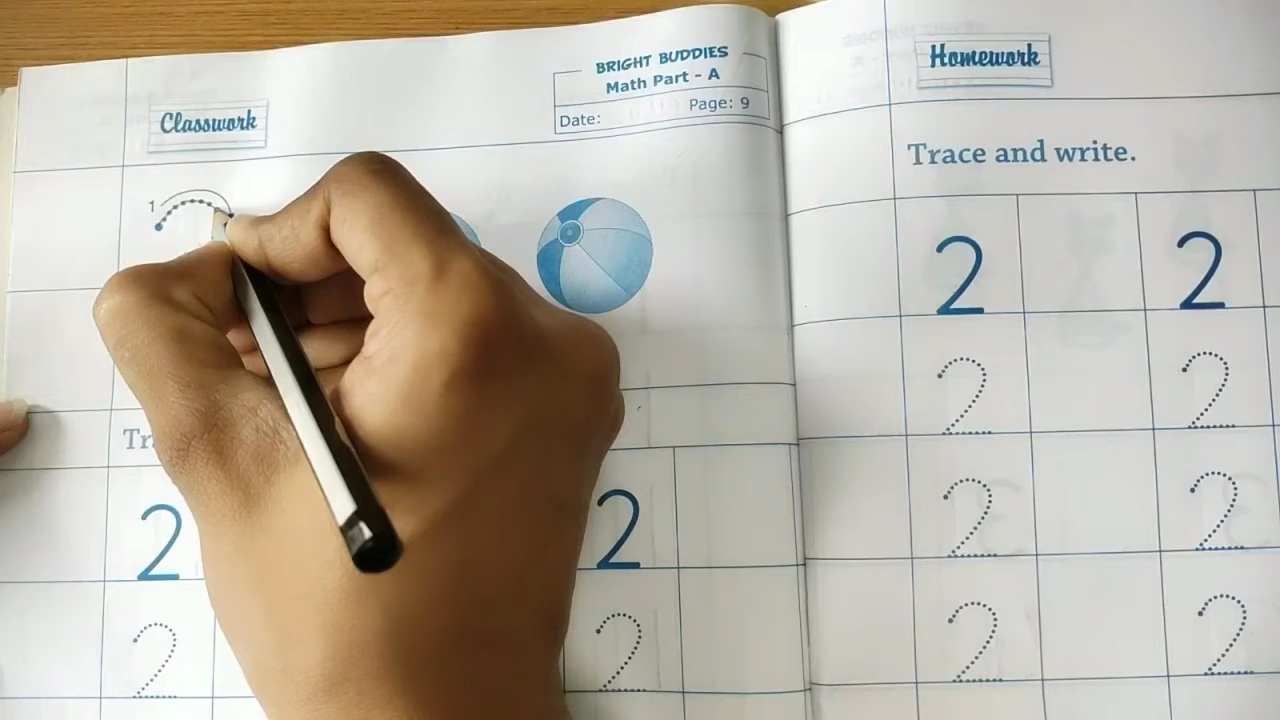 BRIGHT BUDDIES
Math Part - A
Page: 9
Date:
Classwork
1
2 2
2 2
Homework
Trace and write.
2 2
2 2
2 2
2 2